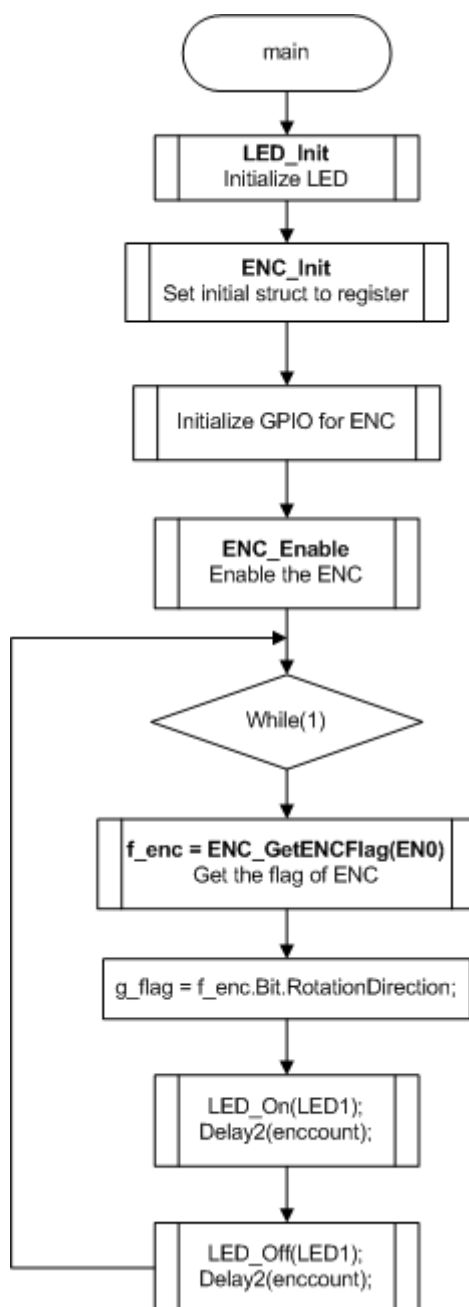 main
LED_Init
Initialize LED
ENC_Init
Set initial struct to register
Initialize GPIO for ENC
ENC_Enable
Enable the ENC
While(1)
f_enc = ENC_GetENCFlag(EN0)
Get the flag of ENC
g_flag = f_enc.Bit.RotationDirection;
LED_On(LED1);
Delay2(enccount);
LED_Off(LED1);
Delay2(enccount);